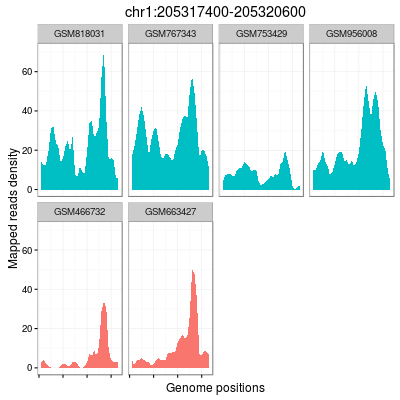 chr1:205317400-205320600
GSM818031 GSM767343 GSM753429 GSM956008
60
40
20
0
GSM466732 GSM663427
60
40
20
0
Mapped reads density
Genome positions